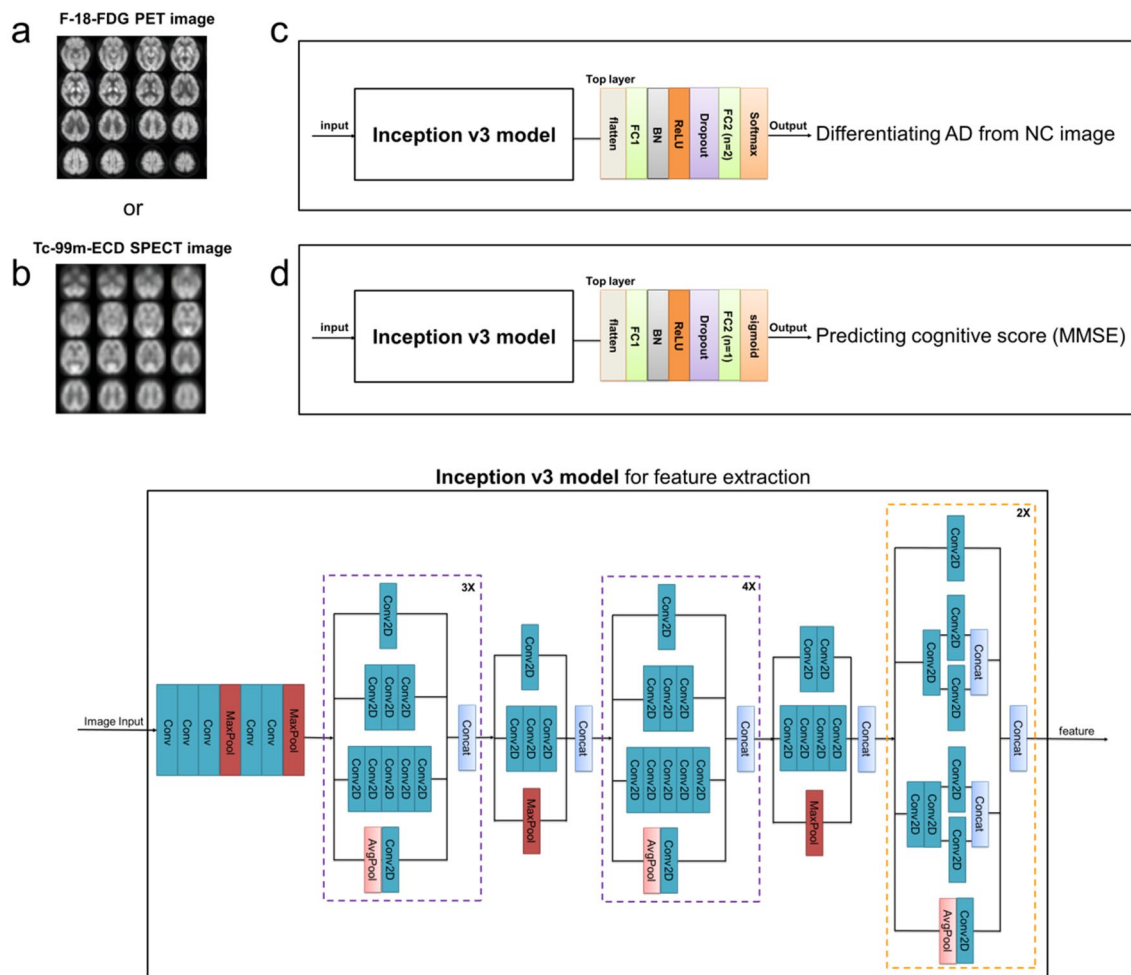 a
F-18-FDG PET image
or
b
Tc-99m-ECD SPECT image
c
input
Inception v3 model
Top layer
flatten
FC1
BN
ReLU
Dropout
FC2 (n=2)
Softmax
Output
Differentiating AD from NC image
d
input
Inception v3 model
Top layer
flatten
FC1
BN
ReLU
Dropout
FC2 (n=1)
sigmoid
Output
Predicting cognitive score (MMSE)
Inception v3 model for feature extraction
Image Input
Conv
Conv
Conv
MaxPool
Conv
Conv
MaxPool
3X
Conv2D
Conv2D
Conv2D
Conv2D
Conv2D
Conv2D
Conv2D
Conv2D
Conv2D
AvgPool
Conv2D
Concat
Conv2D
Conv2D
Conv2D
Conv2D
MaxPool
Concat
4X
Conv2D
Conv2D
Conv2D
Conv2D
Conv2D
Conv2D
Conv2D
Conv2D
Conv2D
AvgPool
Conv2D
Concat
Conv2D
Conv2D
Conv2D
Conv2D
Conv2D
Conv2D
MaxPool
Concat
2X
Conv2D
Conv2D
Conv2D
Conv2D
Concat
Conv2D
Conv2D
Conv2D
Conv2D
Concat
AvgPool
Conv2D
Concat
feature